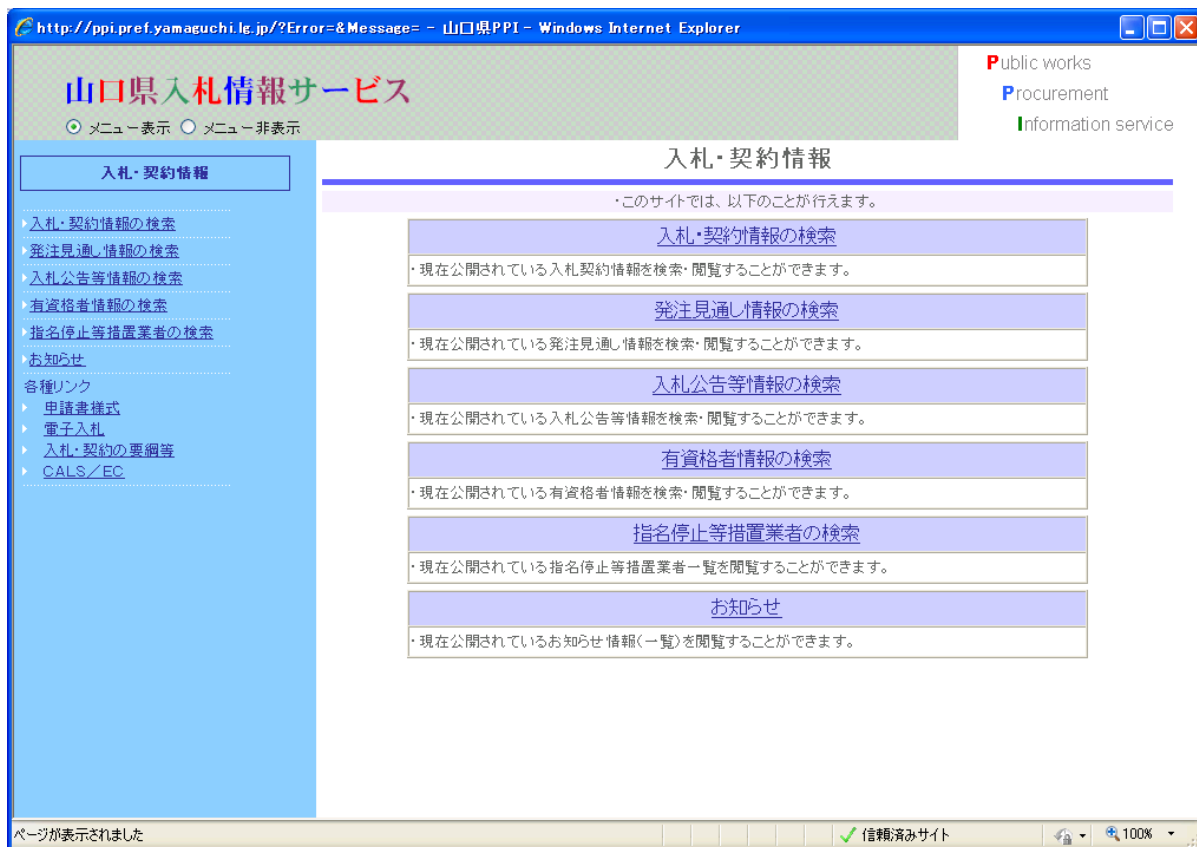 http://ppi.pref.yamaguchi.lg.jp/?Error=&Message= - 山口県PPI - Windows Internet Explorer
山口県入札情報サービス
メニュー表示 メニュー非表示
Public works
Procurement
Information service
入札・契約情報
入札・契約情報の検索
発注見通し情報の検索
入札公告等情報の検索
有資格者情報の検索
指名停止等措置業者の検索
お知らせ
各種リンク
申請書様式
電子入札
入札・契約の要綱等
CALS/EC
入札・契約情報
・このサイトでは、以下のことが行えます。
入札・契約情報の検索
・現在公開されている入札契約情報を検索・閲覧することができます。
発注見通し情報の検索
・現在公開されている発注見通し情報を検索・閲覧することができます。
入札公告等情報の検索
・現在公開されている入札公告等情報を検索・閲覧することができます。
有資格者情報の検索
・現在公開されている有資格者情報を検索・閲覧することができます。
指名停止等措置業者の検索
・現在公開されている指名停止等措置業者一覧を閲覧することができます。
お知らせ
・現在公開されているお知らせ情報(一覧)を閲覧することができます。
ページが表示されました
信頼済みサイト
100%